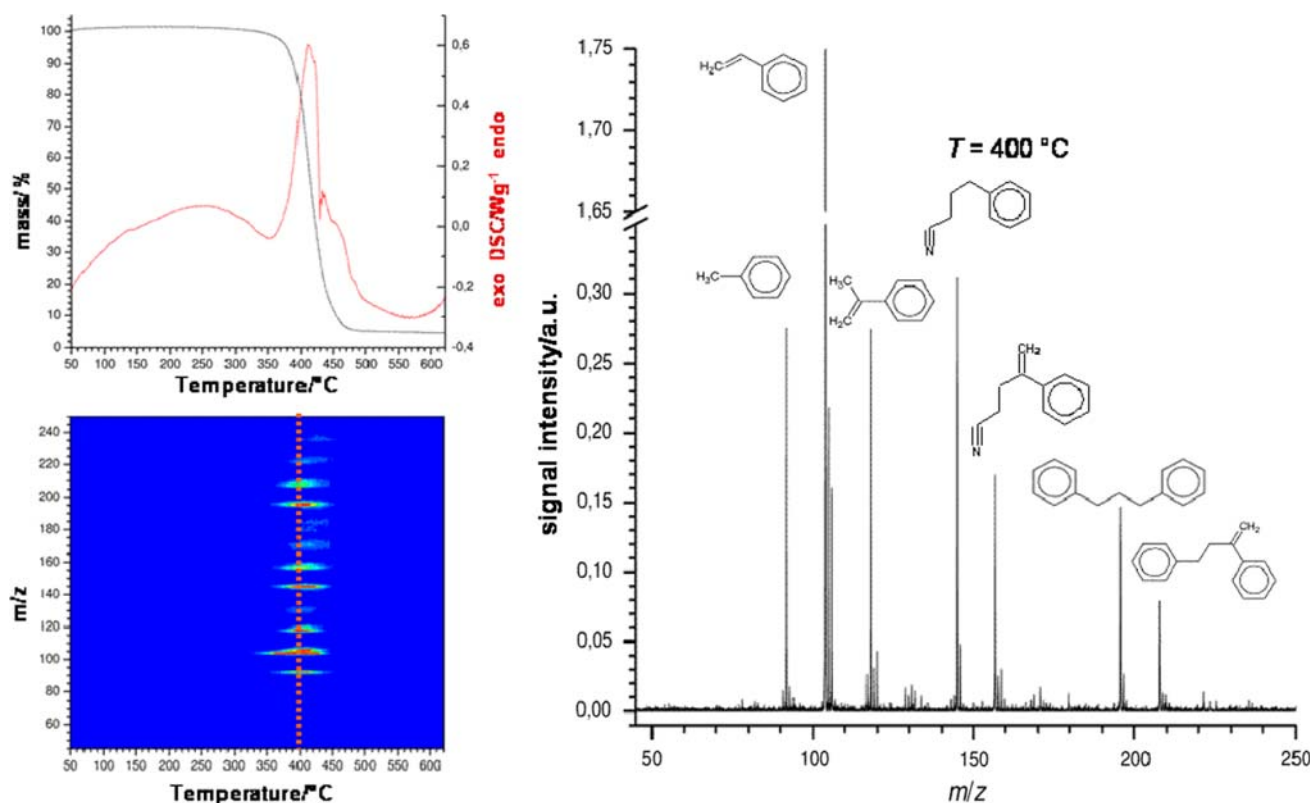 100
90
80
70
60
50
40
30
20
10
0
mass/ %
0,6
0,4
0,2
0,0
-0,2
-0,4
exo DSC/Wg⁻¹ endo
50 100 150 200 250 300 350 400 450 500 550 600
Temperature/°C
240
220
200
180
160
140
120
100
80
60
m/z
50 100 150 200 250 300 350 400 450 500 550 600
Temperature/°C
1,75
1,70
1,65
0,30
0,25
0,20
0,15
0,10
0,05
0,00
signal intensity/a.u.
H₂C
T = 400 °C
N
H₃C
H₃C
H₂C
CH₂
N
CH₂
50 100 150 200 250
m/z